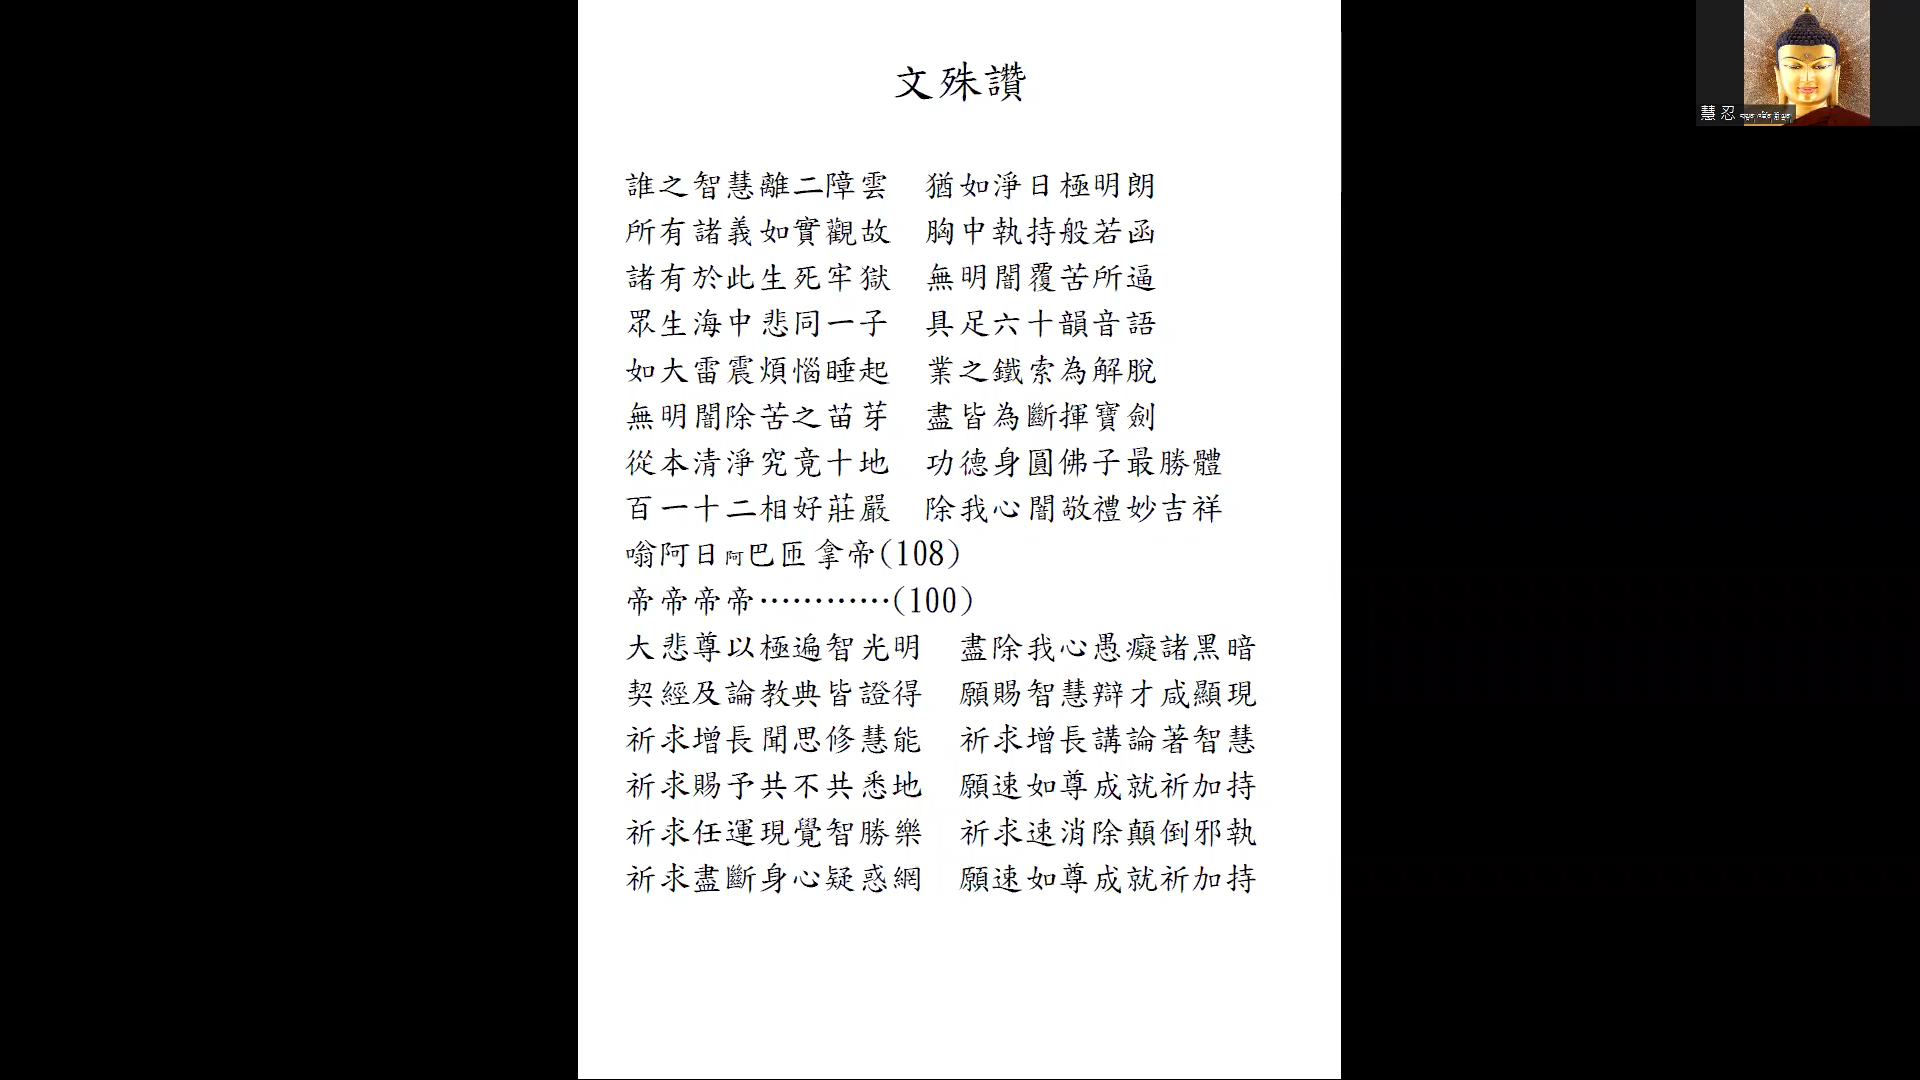 文殊讚
慧 忍
誰之智慧離二障雲　猶如淨日極明朗
所有諸義如實觀故　胸中執持般若函
諸有於此生死牢獄　無明闇覆苦所逼
眾生海中悲同一子　具足六十韻音語
如大雷震煩惱睡起　業之鐵索為解脫
無明闇除苦之苗芽　盡皆為斷揮寶劍
從本清淨究竟十地　功德身圓佛子最勝體
百一十二相好莊嚴　除我心闇敬禮妙吉祥
嗡阿日阿巴匝拿帝(108)
帝帝帝帝…………(100)
大悲尊以極遍智光明　盡除我心愚癡諸黑暗
契經及論教典皆證得　願賜智慧辯才咸顯現
祈求增長聞思修慧能　祈求增長講論著智慧
祈求賜予共不共悉地　願速如尊成就祈加持
祈求任運現覺智勝樂　祈求速消除顛倒邪執
祈求盡斷身心疑惑網　願速如尊成就祈加持